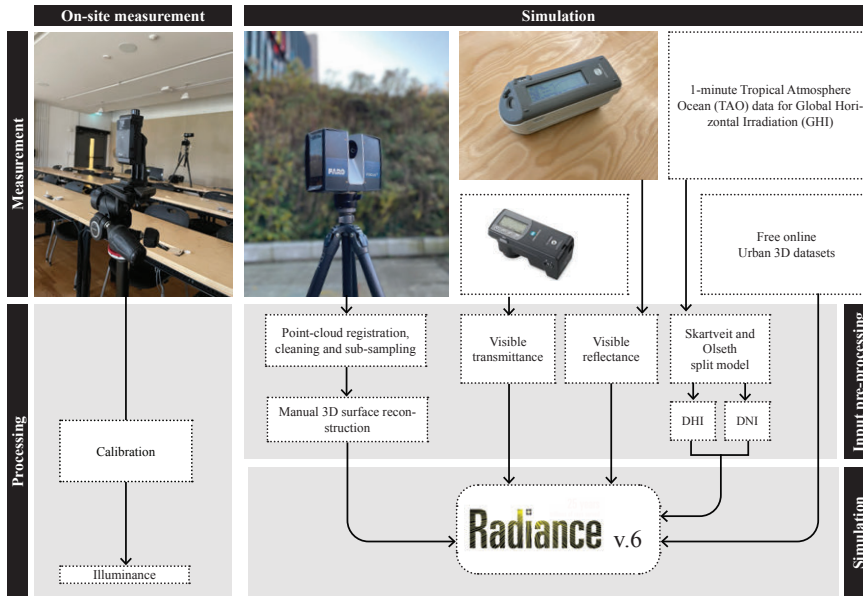 On-site measurement
Simulation
Measurement
FARO
1-minute Tropical Atmosphere
Ocean (TAO) data for Global Hori-
zontal Irradiation (GHI)
Free online
Urban 3D datasets
Processing
Input pre-processing
Simulation
Point-cloud registration,
cleaning and sub-sampling
Visible
transmittance
Visible
reflectance
Skartveit and
Olseth
split model
Manual 3D surface recon-
struction
DHI
DNI
Calibration
Radiance v.6
Illuminance